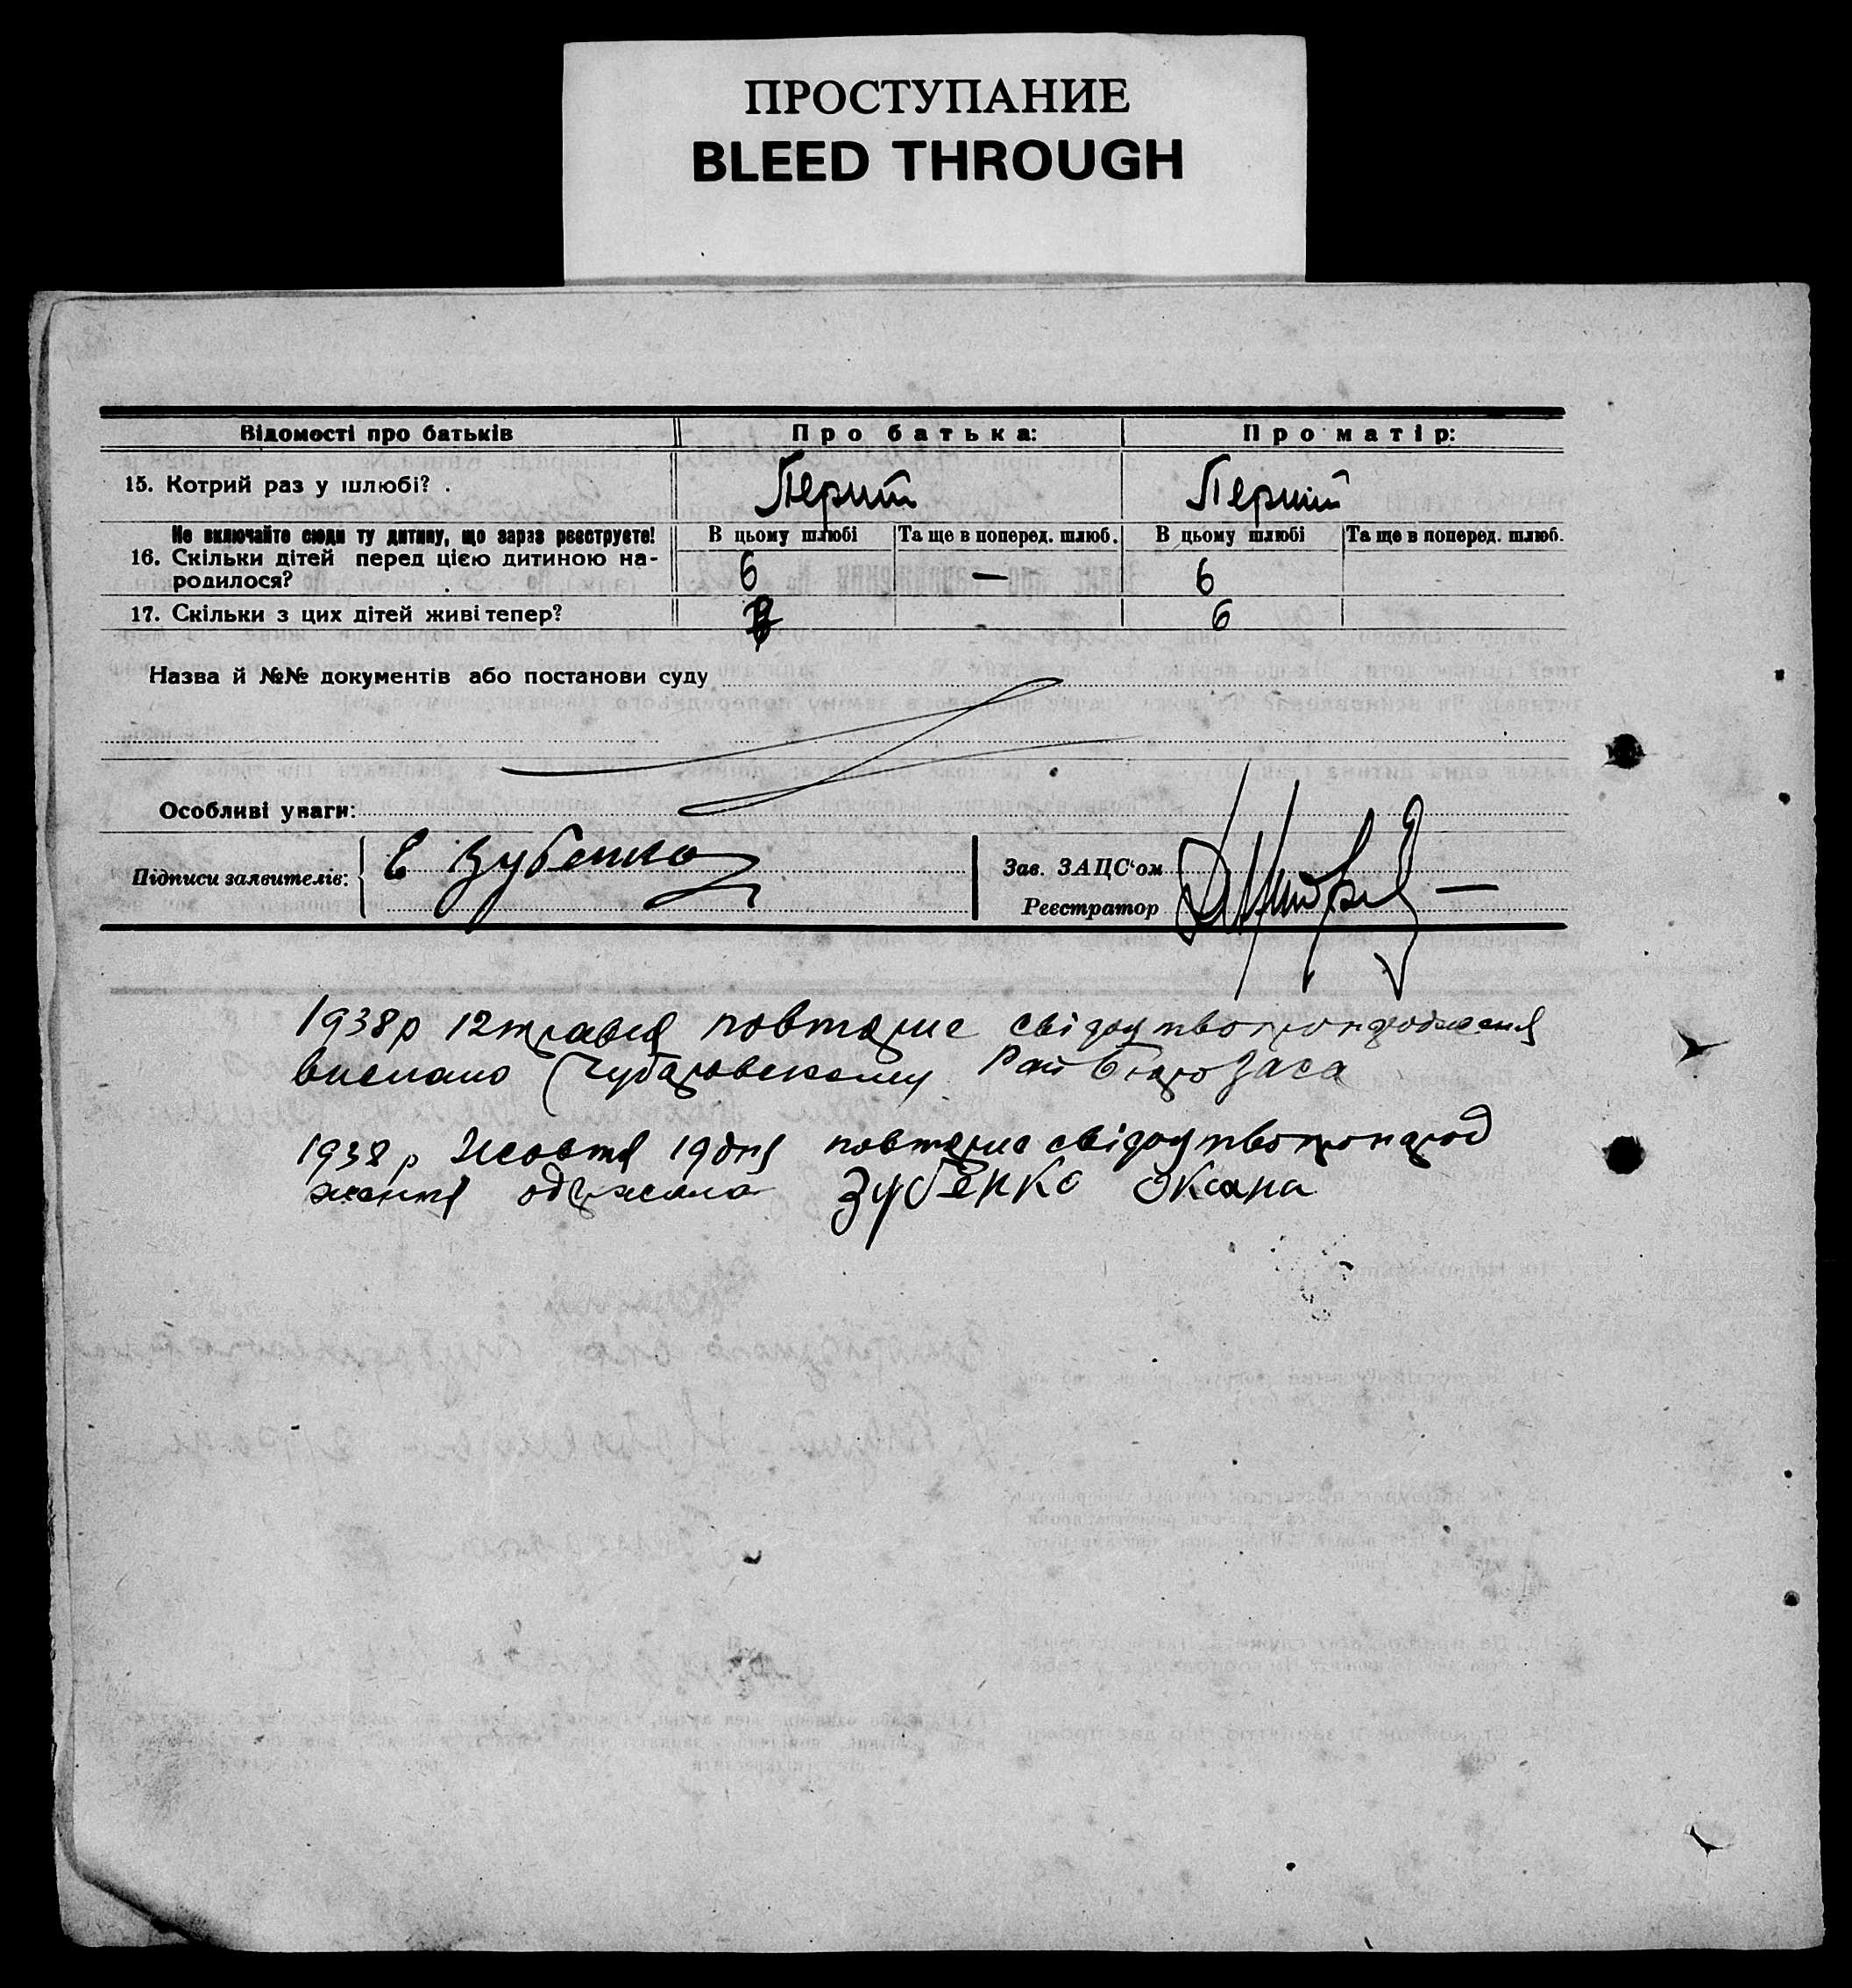 ПРОСТУПАНИЕ
BLEED THROUGH
Відомості про батьків Про батька: Про матір:
15. Котрий раз у шлюбі? . Перший Перший
Не включайте сюди ту дитину, що зараз реєструєте! В цьому шлюбі Та ще в поперед. шлюб. В цьому шлюбі Та ще в поперед. шлюб.
16. Скільки дітей перед цією дитиною на-
родилося? 6 — 6
17. Скільки з цих дітей живі тепер? 6
Назва й №№ документів або постанови суду
Особливі уваги:
Підписи заявителів: Є Зубенко
Зав. ЗАЦС'ом
Реєстратор
1938р 12 травня повторне свідоцтво про народження
вислано Чубаровскому Рай Бюро Загса
1938 р Жовтня 19 дня повторне свідоцтво про народ
ження одержала Зубенко Оксана